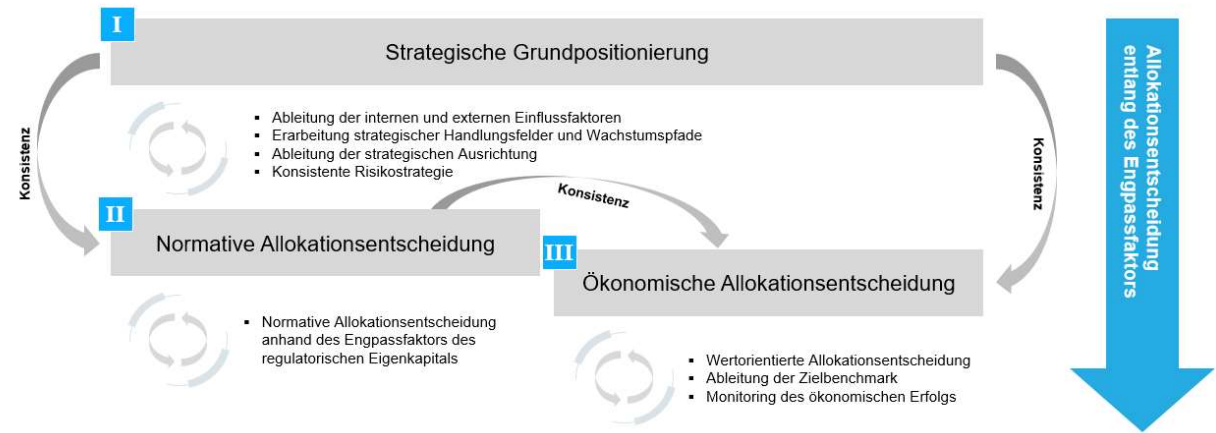 I
Strategische Grundpositionierung
Konsistenz
▪ Ableitung der internen und externen Einflussfaktoren
▪ Erarbeitung strategischer Handlungsfelder und Wachstumspfade
▪ Ableitung der strategischen Ausrichtung
▪ Konsistente Risikostrategie
Konsistenz
Konsistenz
II
Normative Allokationsentscheidung
▪ Normative Allokationsentscheidung
anhand des Engpassfaktors des
regulatorischen Eigenkapitals
III
Ökonomische Allokationsentscheidung
▪ Wertorientierte Allokationsentscheidung
▪ Ableitung der Zielbenchmark
▪ Monitoring des ökonomischen Erfolgs
Allokationsentscheidung
entlang des Engpassfaktors